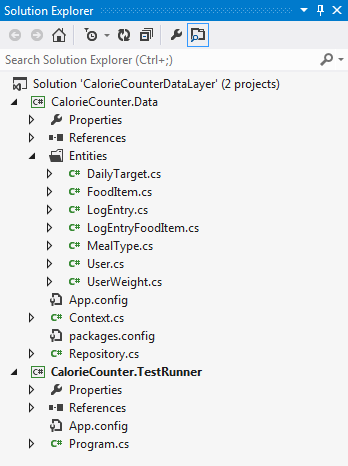 Solution Explorer
Search Solution Explorer (Ctrl+;)
Solution 'CalorieCounterDataLayer' (2 projects)
C# CalorieCounter.Data
Properties
References
Entities
C# DailyTarget.cs
C# FoodItem.cs
C# LogEntry.cs
C# LogEntryFoodItem.cs
C# MealType.cs
C# User.cs
C# UserWeight.cs
App.config
C# Context.cs
packages.config
C# Repository.cs
C# CalorieCounter.TestRunner
Properties
References
App.config
C# Program.cs